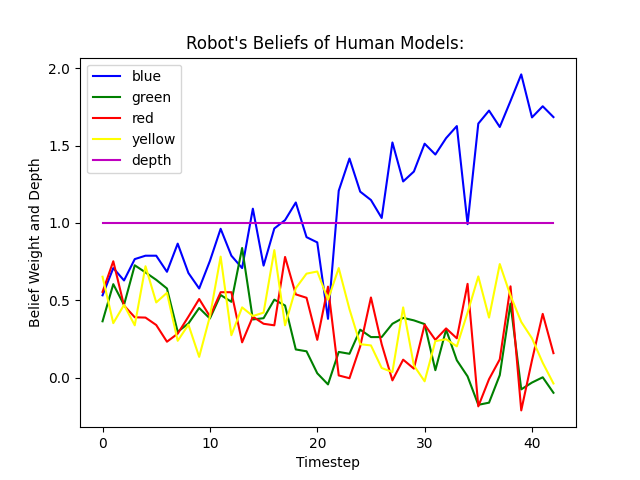 Robot's Beliefs of Human Models:
blue
green
red
yellow
depth
Belief Weight and Depth
2.0
1.5
1.0
0.5
0.0
0 10 20 30 40
Timestep